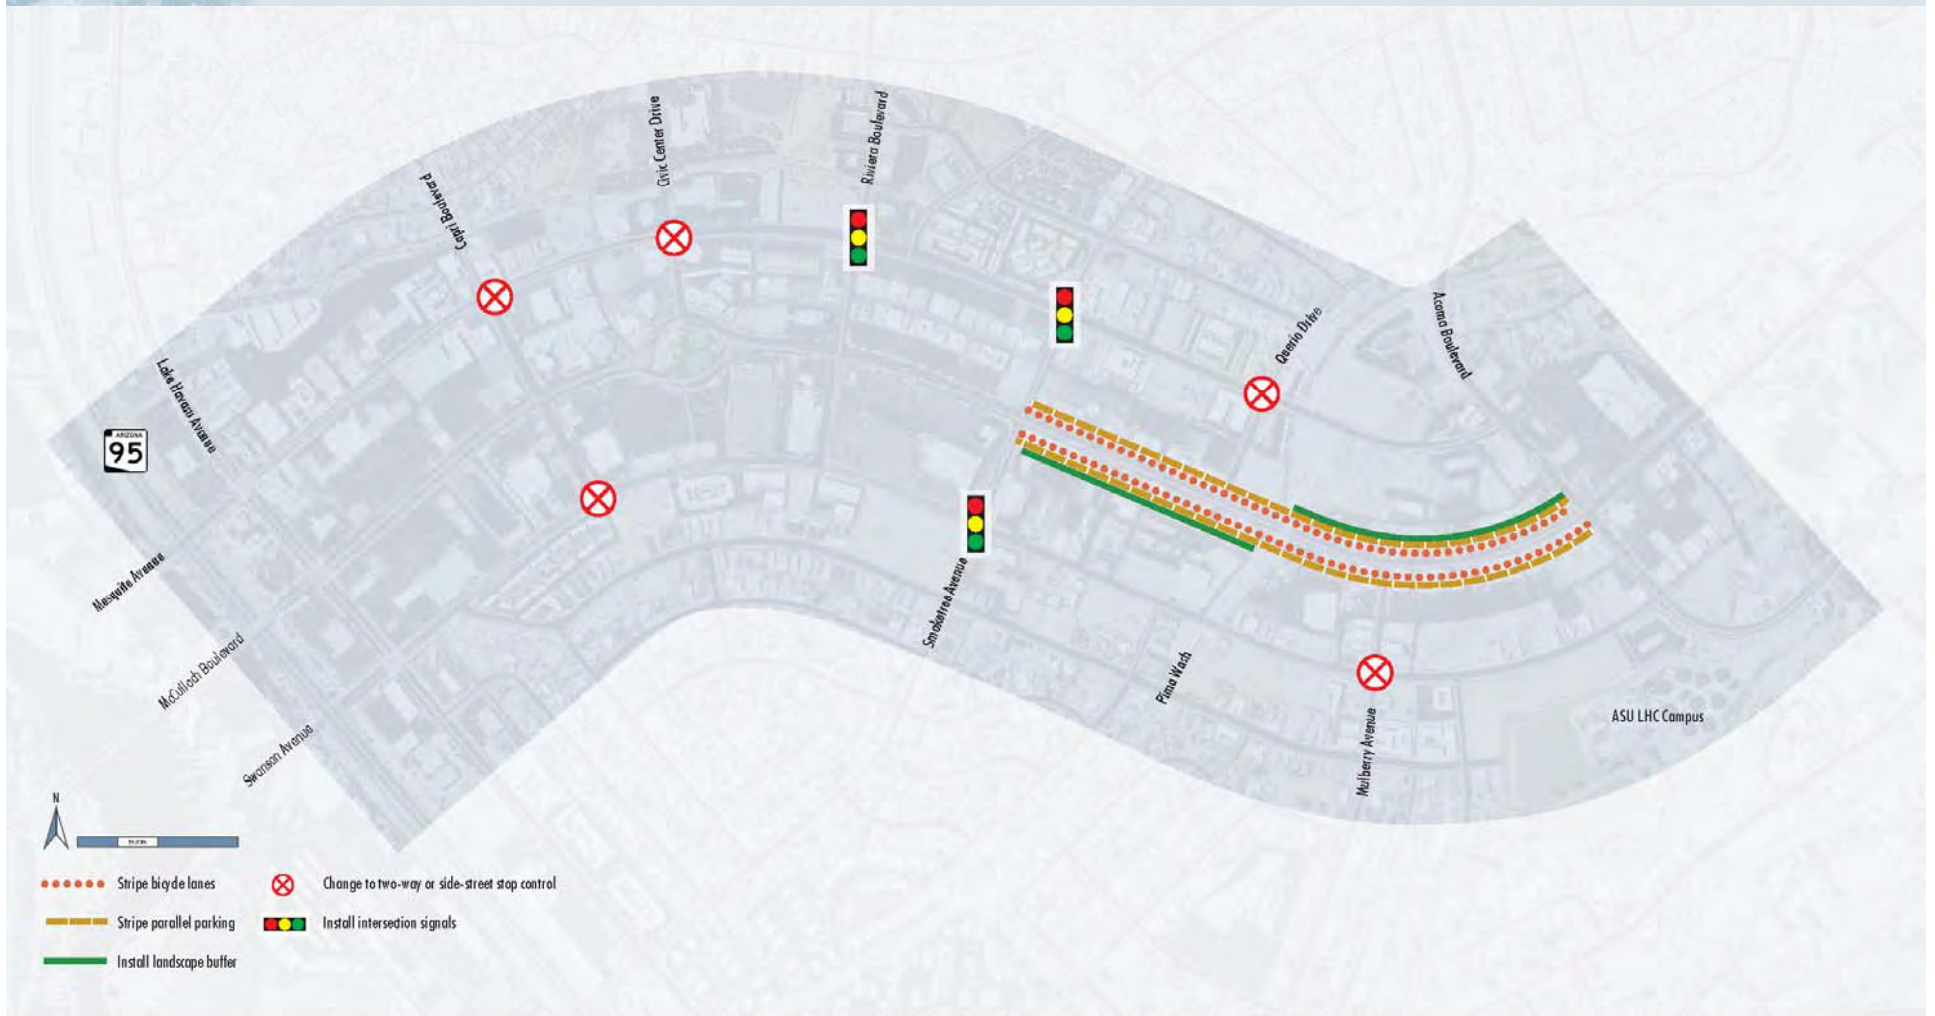 Civic Center Drive
Riviera Boulevard
Capri Boulevard
Querio Drive
Acoma Boulevard
Lake Havasu Avenue
ARIZONA
95
Mesquite Avenue
McCulloch Boulevard
Swanson Avenue
Smoketree Avenue
Pima Wash
Mulberry Avenue
ASU LHC Campus
N
Stripe bicycle lanes
Change to two-way or side-street stop control
Stripe parallel parking
Install intersection signals
Install landscape buffer